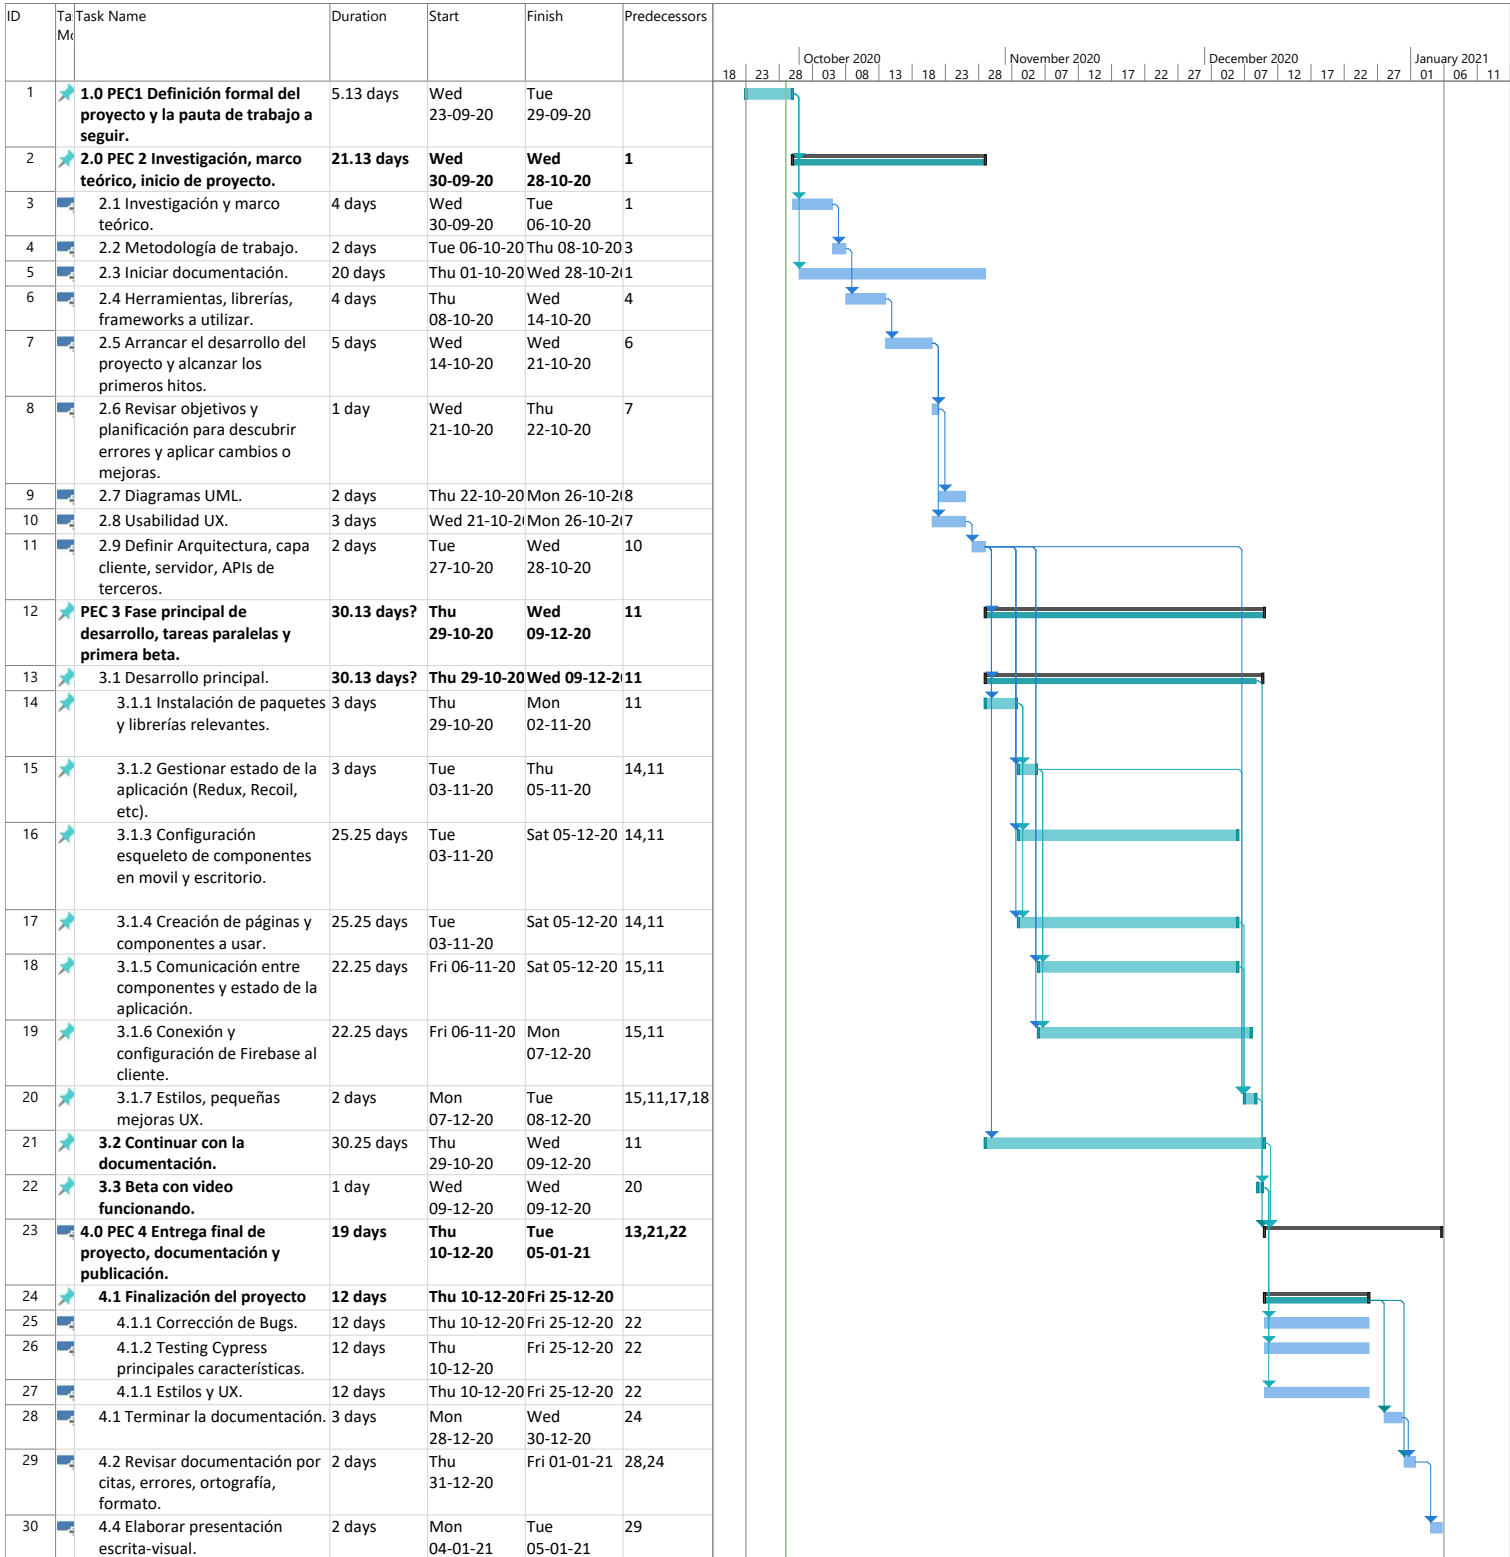 ID Ta Task Name Duration Start Finish Predecessors
Mo
October 2020 November 2020 December 2020 January 2021
18 23 28 03 08 13 18 23 28 02 07 12 17 22 27 02 07 12 17 22 27 01 06 11
1 1.0 PEC1 Definición formal del 5.13 days Wed Tue
proyecto y la pauta de trabajo a 23-09-20 29-09-20
seguir.
2 2.0 PEC 2 Investigación, marco 21.13 days Wed Wed 1
teórico, inicio de proyecto. 30-09-20 28-10-20
3 2.1 Investigación y marco 4 days Wed Tue 1
teórico. 30-09-20 06-10-20
4 2.2 Metodología de trabajo. 2 days Tue 06-10-20 Thu 08-10-20 3
5 2.3 Iniciar documentación. 20 days Thu 01-10-20 Wed 28-10-20 1
6 2.4 Herramientas, librerías, 4 days Thu Wed 4
frameworks a utilizar. 08-10-20 14-10-20
7 2.5 Arrancar el desarrollo del 5 days Wed Wed 6
proyecto y alcanzar los 14-10-20 21-10-20
primeros hitos.
8 2.6 Revisar objetivos y 1 day Wed Thu 7
planificación para descubrir 21-10-20 22-10-20
errores y aplicar cambios o
mejoras.
9 2.7 Diagramas UML. 2 days Thu 22-10-20 Mon 26-10-20 8
10 2.8 Usabilidad UX. 3 days Wed 21-10-20 Mon 26-10-20 7
11 2.9 Definir Arquitectura, capa 2 days Tue Wed 10
cliente, servidor, APIs de 27-10-20 28-10-20
terceros.
12 PEC 3 Fase principal de 30.13 days? Thu Wed 11
desarrollo, tareas paralelas y 29-10-20 09-12-20
primera beta.
13 3.1 Desarrollo principal. 30.13 days? Thu 29-10-20 Wed 09-12-20 11
14 3.1.1 Instalación de paquetes 3 days Thu Mon 11
y librerías relevantes. 29-10-20 02-11-20
15 3.1.2 Gestionar estado de la 3 days Tue Thu 14,11
aplicación (Redux, Recoil, 03-11-20 05-11-20
etc).
16 3.1.3 Configuración 25.25 days Tue Sat 05-12-20 14,11
esqueleto de componentes 03-11-20
en movil y escritorio.
17 3.1.4 Creación de páginas y 25.25 days Tue Sat 05-12-20 14,11
componentes a usar. 03-11-20
18 3.1.5 Comunicación entre 22.25 days Fri 06-11-20 Sat 05-12-20 15,11
componentes y estado de la
aplicación.
19 3.1.6 Conexión y 22.25 days Fri 06-11-20 Mon 15,11
configuración de Firebase al 07-12-20
cliente.
20 3.1.7 Estilos, pequeñas 2 days Mon Tue 15,11,17,18
mejoras UX. 07-12-20 08-12-20
21 3.2 Continuar con la 30.25 days Thu Wed 11
documentación. 29-10-20 09-12-20
22 3.3 Beta con video 1 day Wed Wed 20
funcionando. 09-12-20 09-12-20
23 4.0 PEC 4 Entrega final de 19 days Thu Tue 13,21,22
proyecto, documentación y 10-12-20 05-01-21
publicación.
24 4.1 Finalización del proyecto 12 days Thu 10-12-20 Fri 25-12-20
25 4.1.1 Corrección de Bugs. 12 days Thu 10-12-20 Fri 25-12-20 22
26 4.1.2 Testing Cypress 12 days Thu Fri 25-12-20 22
principales características. 10-12-20
27 4.1.1 Estilos y UX. 12 days Thu 10-12-20 Fri 25-12-20 22
28 4.1 Terminar la documentación. 3 days Mon Wed 24
28-12-20 30-12-20
29 4.2 Revisar documentación por 2 days Thu Fri 01-01-21 28,24
citas, errores, ortografía, 31-12-20
formato.
30 4.4 Elaborar presentación 2 days Mon Tue 29
escrita-visual. 04-01-21 05-01-21